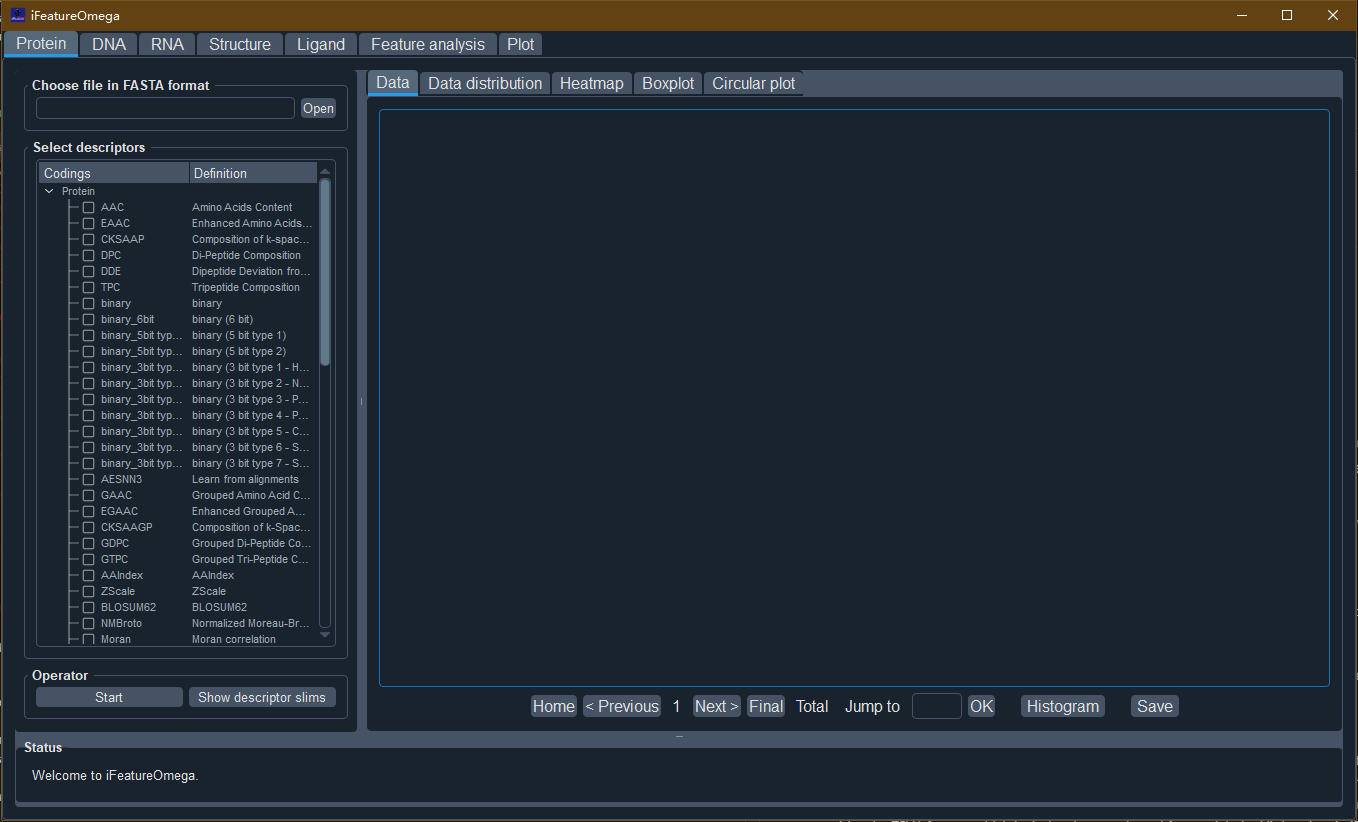 iFeatureOmega
Protein DNA RNA Structure Ligand Feature analysis Plot
Choose file in FASTA format
Open
Select descriptors
Codings Definition
Protein
AAC Amino Acids Content
EAAC Enhanced Amino Acids...
CKSAAP Composition of k-spac...
DPC Di-Peptide Composition
DDE Dipeptide Deviation fro...
TPC Tripeptide Composition
binary binary
binary_6bit binary (6 bit)
binary_5bit typ... binary (5 bit type 1)
binary_5bit typ... binary (5 bit type 2)
binary_3bit typ... binary (3 bit type 1 - H...
binary_3bit typ... binary (3 bit type 2 - N...
binary_3bit typ... binary (3 bit type 3 - P...
binary_3bit typ... binary (3 bit type 4 - P...
binary_3bit typ... binary (3 bit type 5 - C...
binary_3bit typ... binary (3 bit type 6 - S...
binary_3bit typ... binary (3 bit type 7 - S...
AESNN3 Learn from alignments
GAAC Grouped Amino Acid C...
EGAAC Enhanced Grouped A...
CKSAAGP Composition of k-Spac...
GDPC Grouped Di-Peptide Co...
GTPC Grouped Tri-Peptide C...
AAIndex AAIndex
ZScale ZScale
BLOSUM62 BLOSUM62
NMBroto Normalized Moreau-Br...
Moran Moran correlation
Operator
Start Show descriptor slims
Data Data distribution Heatmap Boxplot Circular plot
Home < Previous 1 Next > Final Total Jump to OK Histogram Save
Status
Welcome to iFeatureOmega.